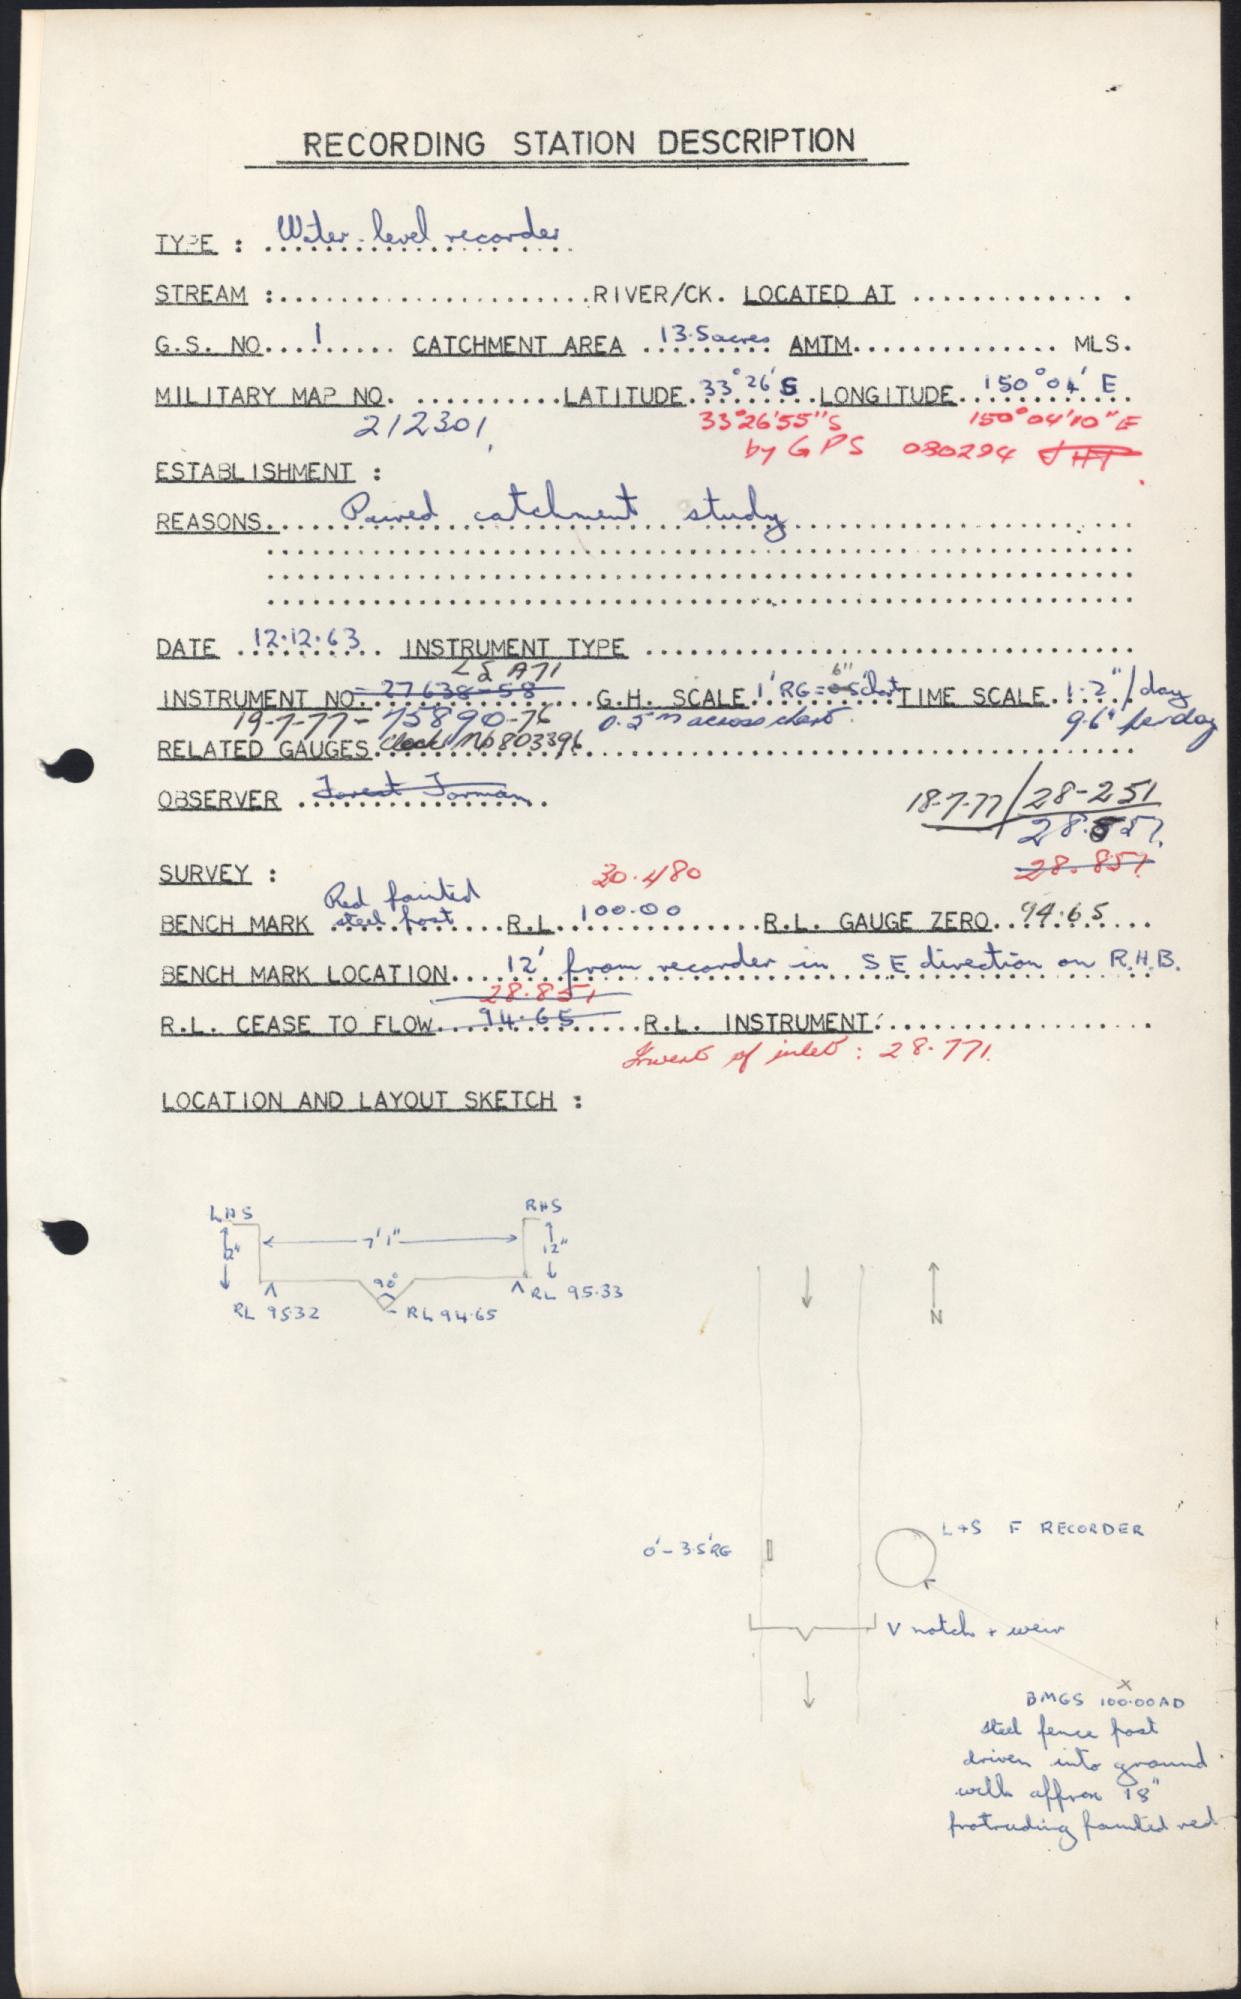 RECORDING STATION DESCRIPTION
TYPE : Water level recorder
STREAM :..........RIVER/CK. LOCATED AT ..........
G.S. NO. 1 CATCHMENT AREA 13.5 acres AMTM.......... MLS.
MILITARY MAP NO. ..........LATITUDE 33°26' S LONGITUDE 150°04' E
212301 33°26'55"S 150°04'10"E
by GPS 080294
ESTABLISHMENT :
REASONS Paired catchment study
DATE 12.12.63 INSTRUMENT TYPE ..........
L&S A71
INSTRUMENT NO 27638-58 G.H. SCALE 1' RG = 6" chart TIME SCALE 1.2"/day
19-7-77- 75890-76 0.5m across chart 9.6" per day
RELATED GAUGES clock No 803396
OBSERVER Forest Foreman
18-7-77/28-251
28.557
28.857
SURVEY : 30.480
Red painted
BENCH MARK steel post R.L. 100.00 R.L. GAUGE ZERO 94.65
BENCH MARK LOCATION 12' from recorder in SE direction on R.H.B.
28.851
R.L. CEASE TO FLOW 94.65 R.L. INSTRUMENT:
Invert of inlet : 28.771
LOCATION AND LAYOUT SKETCH :
LHS RHS
12" 7'1" 12"
90°
RL 95.32 RL 94.65 RL 95.33
N
0'-3.5' RG
L+S F RECORDER
V notch + weir
BMGS 100.00 AD
steel fence post
driven into ground
with approx 18"
protruding painted red